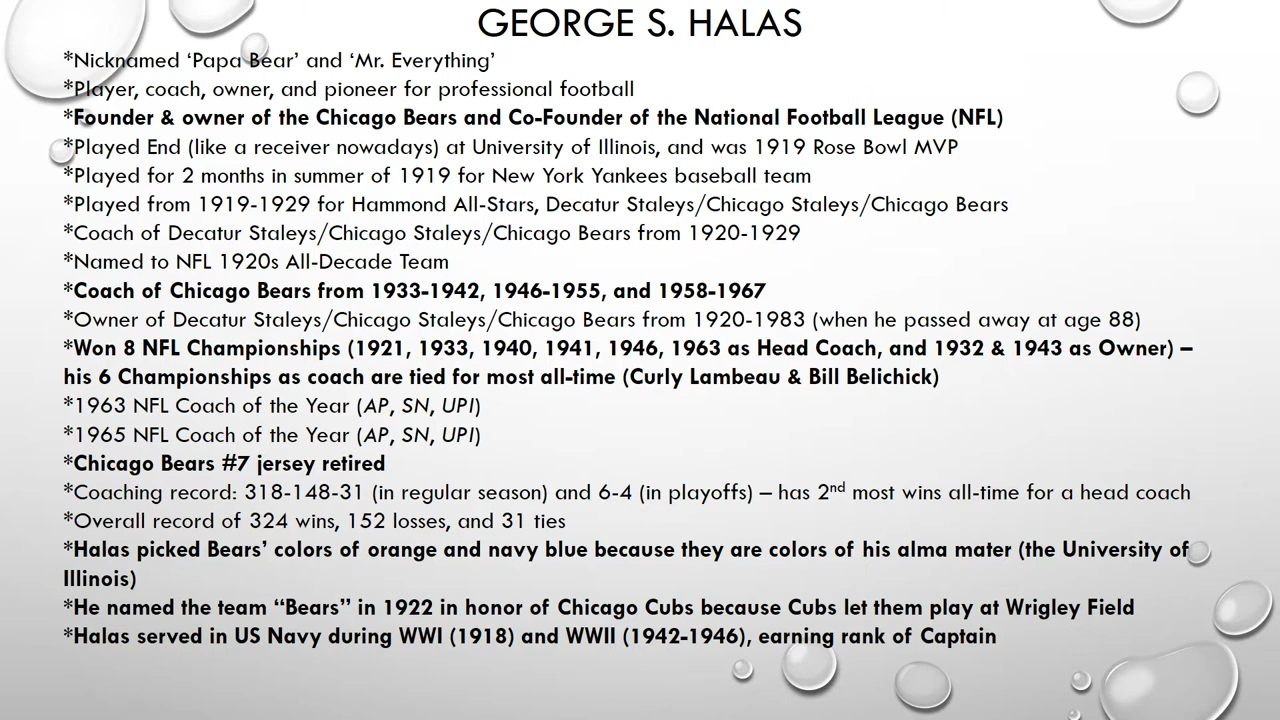 GEORGE S. HALAS
*Nicknamed ‘Papa Bear’ and ‘Mr. Everything’
*Player, coach, owner, and pioneer for professional football
*Founder & owner of the Chicago Bears and Co-Founder of the National Football League (NFL)
*Played End (like a receiver nowadays) at University of Illinois, and was 1919 Rose Bowl MVP
*Played for 2 months in summer of 1919 for New York Yankees baseball team
*Played from 1919-1929 for Hammond All-Stars, Decatur Staleys/Chicago Staleys/Chicago Bears
*Coach of Decatur Staleys/Chicago Staleys/Chicago Bears from 1920-1929
*Named to NFL 1920s All-Decade Team
*Coach of Chicago Bears from 1933-1942, 1946-1955, and 1958-1967
*Owner of Decatur Staleys/Chicago Staleys/Chicago Bears from 1920-1983 (when he passed away at age 88)
*Won 8 NFL Championships (1921, 1933, 1940, 1941, 1946, 1963 as Head Coach, and 1932 & 1943 as Owner) –
his 6 Championships as coach are tied for most all-time (Curly Lambeau & Bill Belichick)
*1963 NFL Coach of the Year (AP, SN, UPI)
*1965 NFL Coach of the Year (AP, SN, UPI)
*Chicago Bears #7 jersey retired
*Coaching record: 318-148-31 (in regular season) and 6-4 (in playoffs) – has 2nd most wins all-time for a head coach
*Overall record of 324 wins, 152 losses, and 31 ties
*Halas picked Bears’ colors of orange and navy blue because they are colors of his alma mater (the University of
Illinois)
*He named the team “Bears” in 1922 in honor of Chicago Cubs because Cubs let them play at Wrigley Field
*Halas served in US Navy during WWI (1918) and WWII (1942-1946), earning rank of Captain